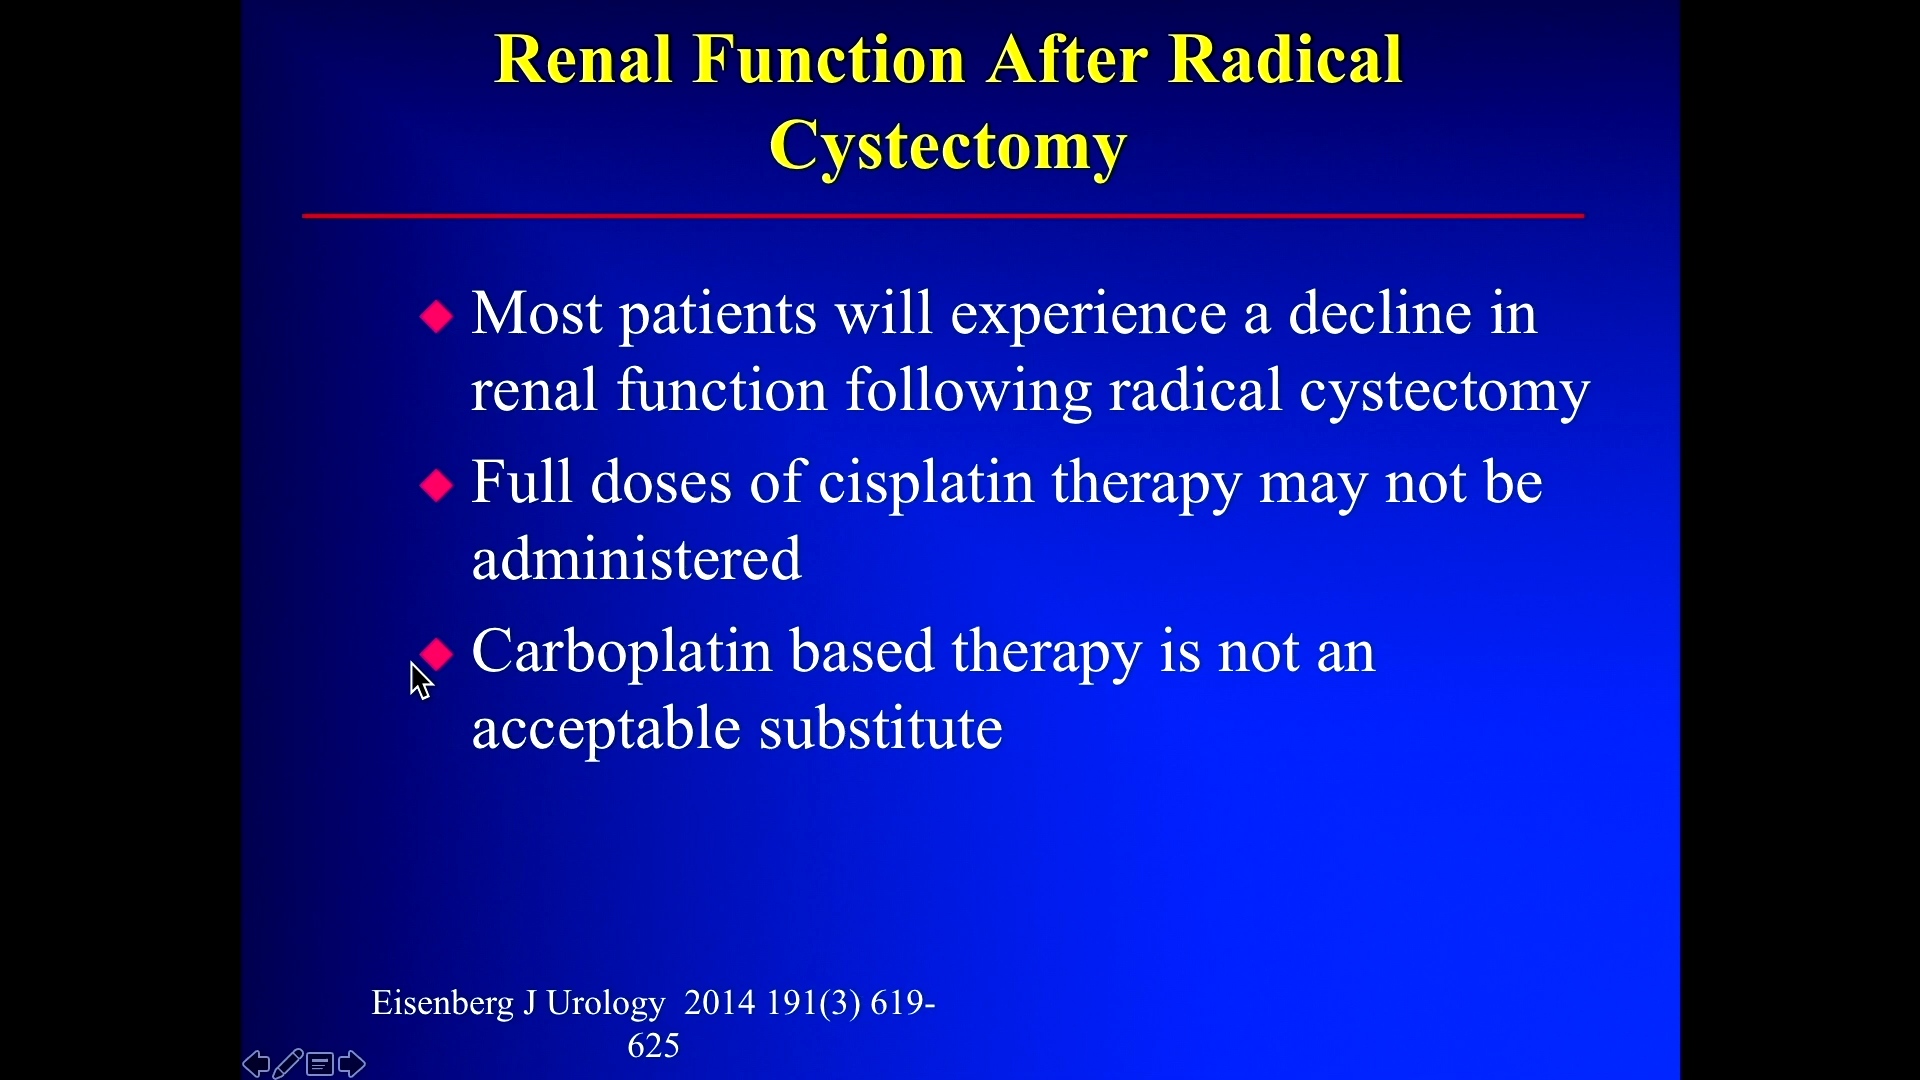 Renal Function After Radical
Cystectomy
Most patients will experience a decline in
renal function following radical cystectomy
Full doses of cisplatin therapy may not be
administered
Carboplatin based therapy is not an
acceptable substitute
Eisenberg J Urology  2014 191(3) 619-
625